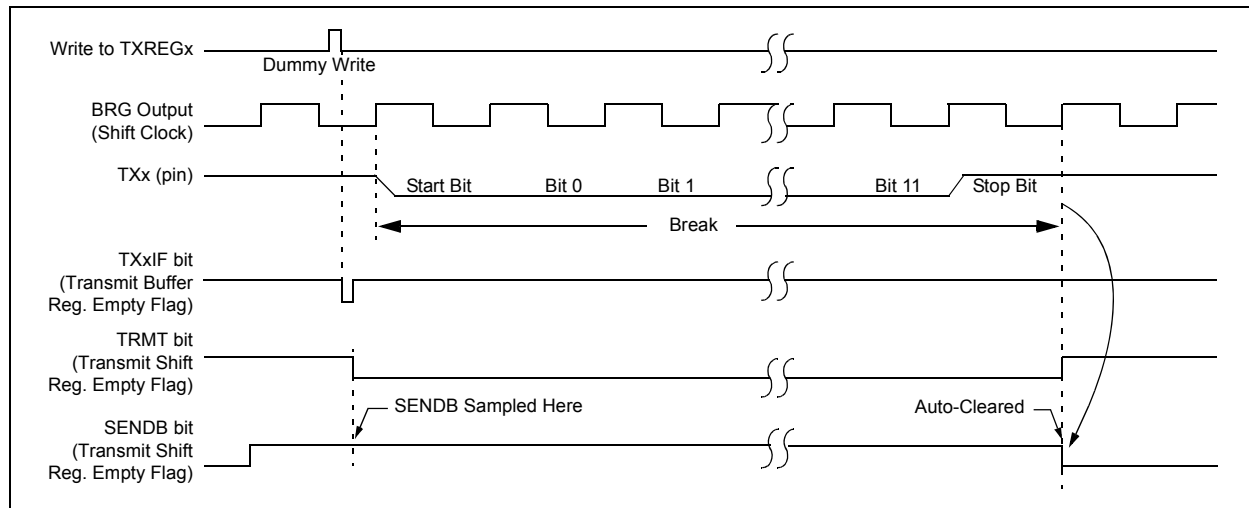 Write to TXREGx
Dummy Write
BRG Output
(Shift Clock)
TXx (pin)
Start Bit
Bit 0
Bit 1
Bit 11
Stop Bit
Break
TXxIF bit
(Transmit Buffer
Reg. Empty Flag)
TRMT bit
(Transmit Shift
Reg. Empty Flag)
SENDB Sampled Here
Auto-Cleared
SENDB bit
(Transmit Shift
Reg. Empty Flag)